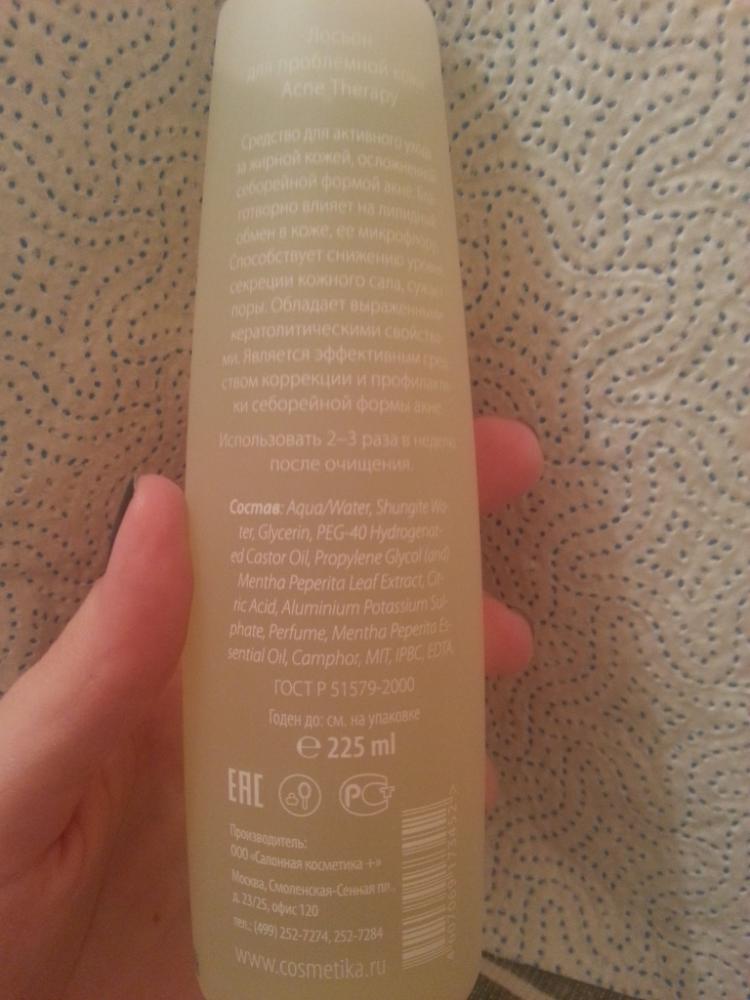 Лосьон
для проблемной кожи
Acne Therapy
Средство для активного ухода
за жирной кожей, осложненной
себорейной формой акне. Бла-
готворно влияет на липидный
обмен в коже, ее микрофлору.
Способствует снижению уровня
секреции кожного сала, сужает
поры. Обладает выраженными
кератолитическими свойства-
ми. Является эффективным сред-
ством коррекции и профилакти-
ки себорейной формы акне.
Использовать 2–3 раза в неделю
после очищения.
Состав: Aqua/Water, Shungite Wa-
ter, Glycerin, PEG-40 Hydrogenat-
ed Castor Oil, Propylene Glycol (and)
Mentha Peperita Leaf Extract, Cit-
ric Acid, Aluminium Potassium Sul-
phate, Perfume, Mentha Peperita Es-
sential Oil, Camphor, MIT, IPBC, EDTA.
ГОСТ Р 51579-2000
Годен до: см. на упаковке
℮ 225 ml
EAC
РСТ
Производитель:
ООО «Салонная косметика +»
Москва, Смоленская-Сенная пл.,
д. 23/25, офис 120
тел.: (499) 252-7274, 252-7284
www.cosmetika.ru